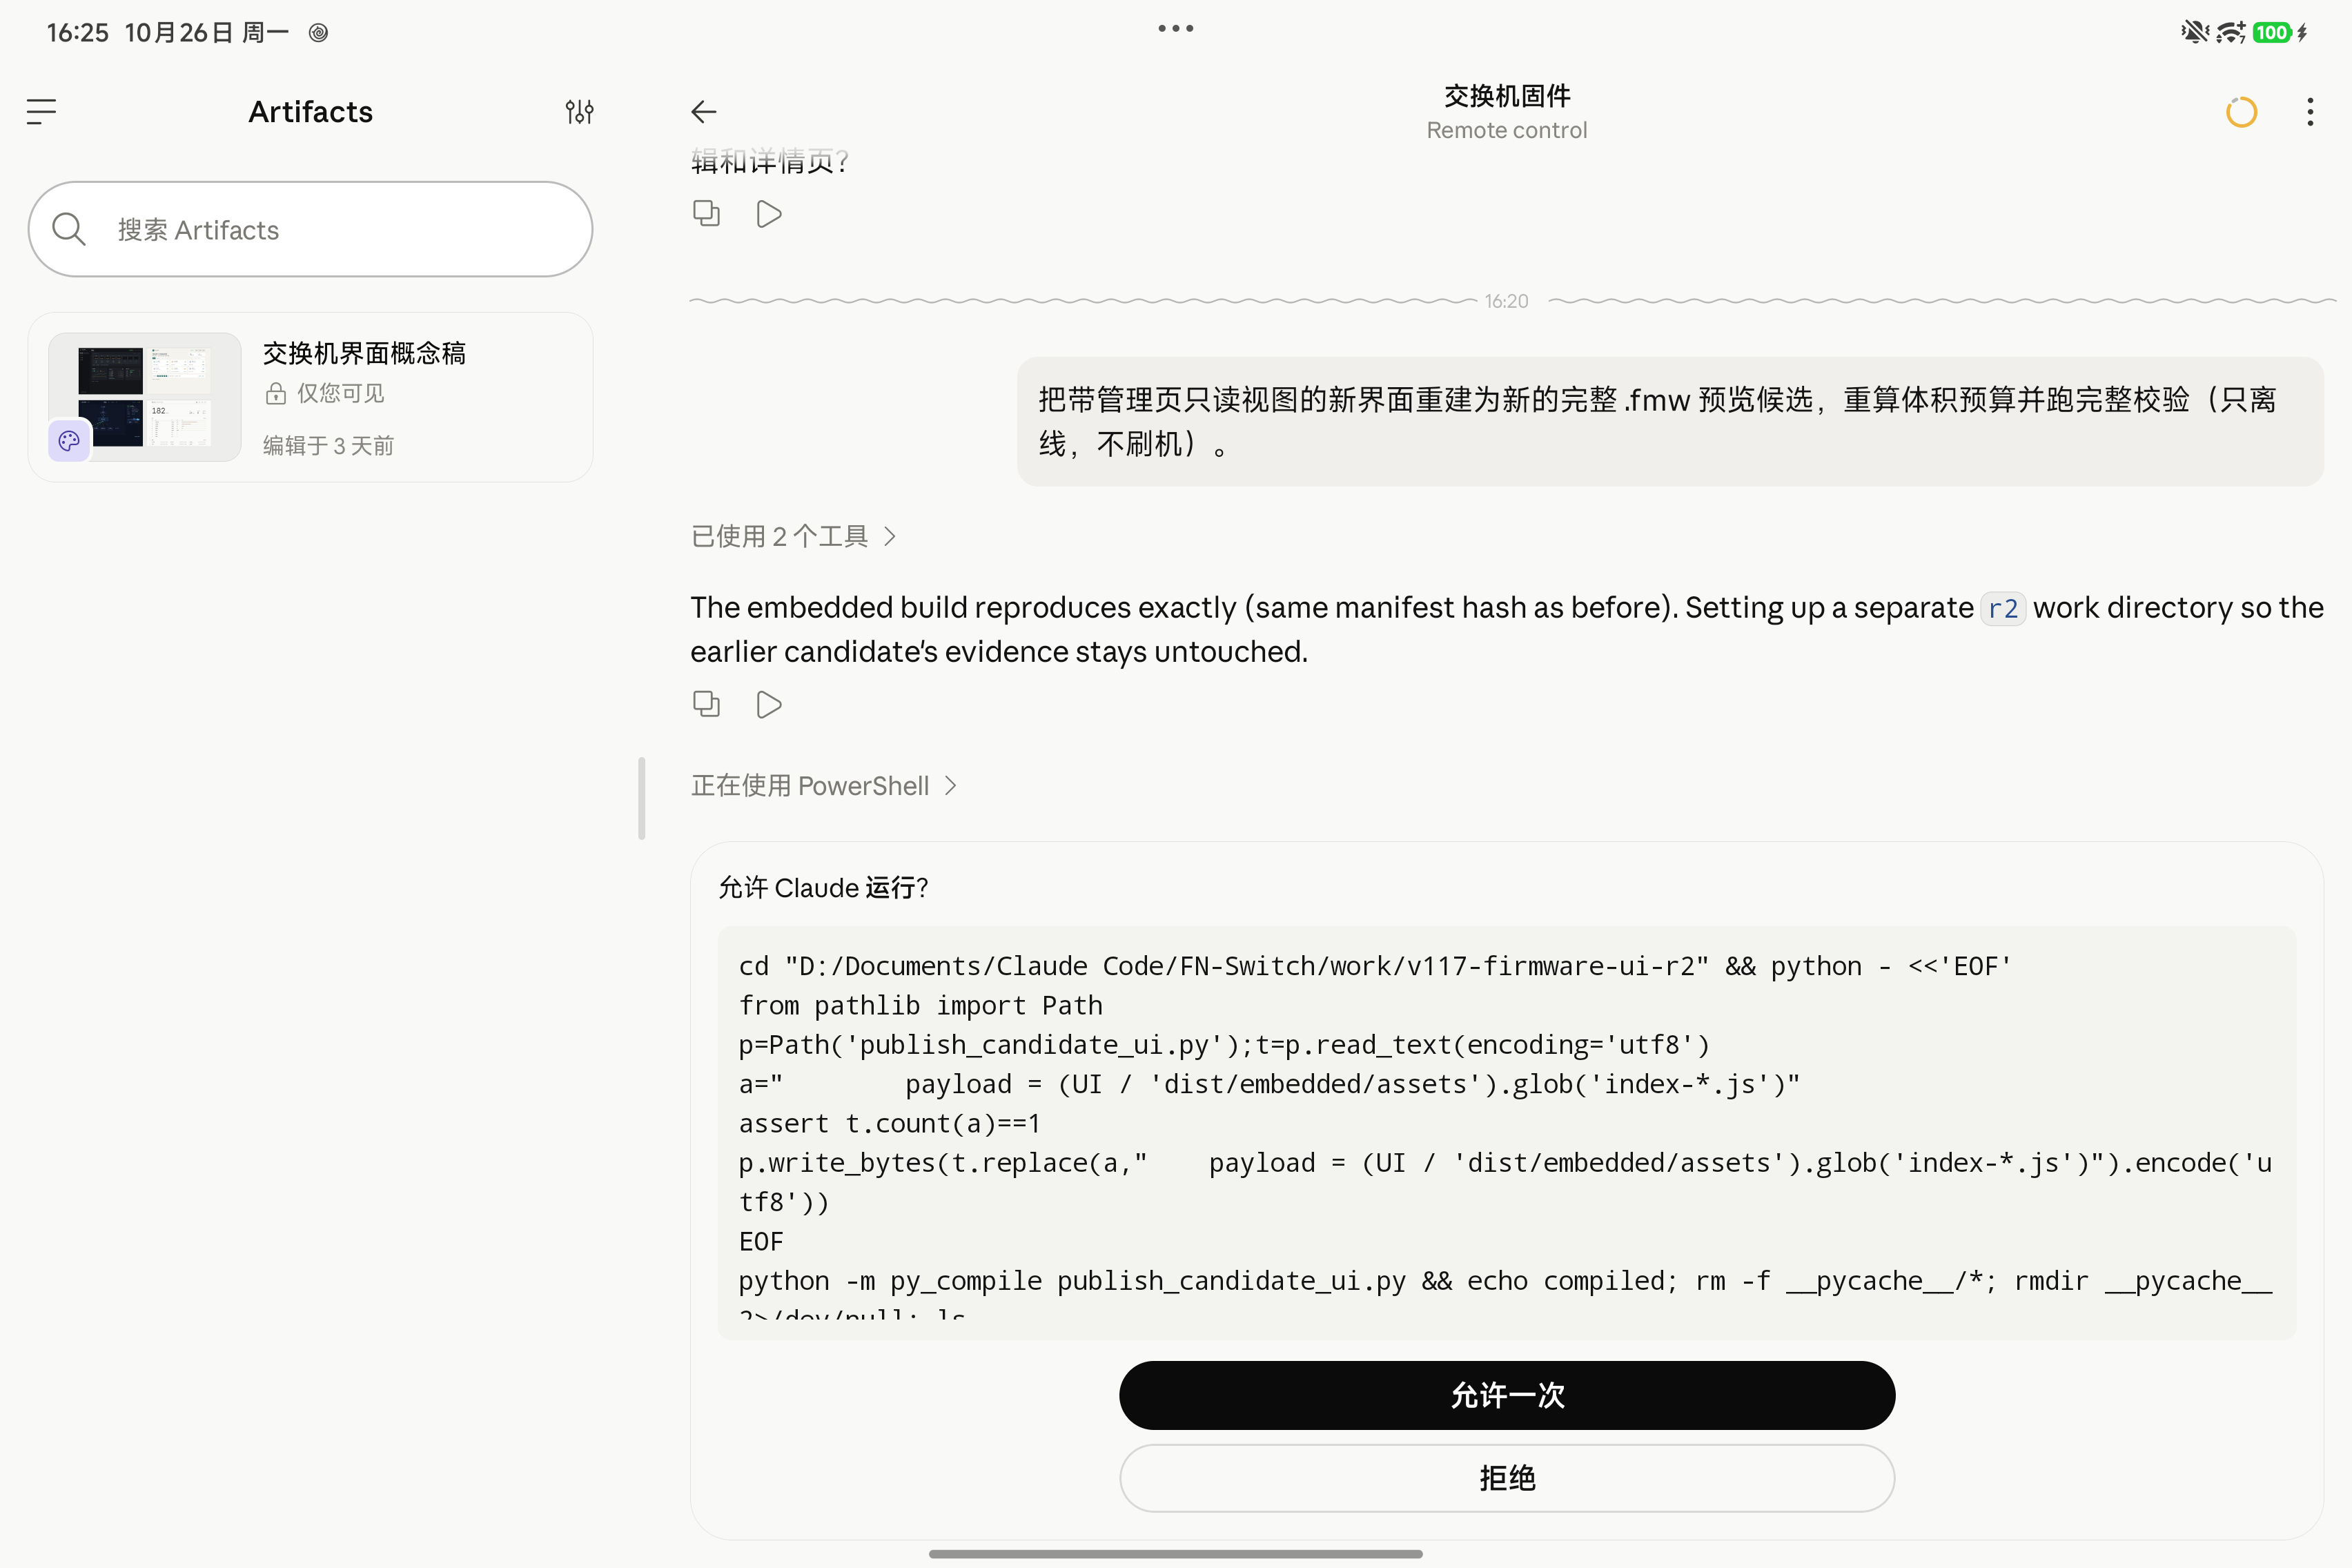 16:25 10月26日 周一
100
Artifacts
搜索 Artifacts
交换机界面概念稿
仅您可见
编辑于 3 天前
182
交换机固件
Remote control
辑和详情页？
16:20
把带管理页只读视图的新界面重建为新的完整 .fmw 预览候选，重算体积预算并跑完整校验（只离
线，不刷机）。
已使用 2 个工具
The embedded build reproduces exactly (same manifest hash as before). Setting up a separate r2 work directory so the
earlier candidate's evidence stays untouched.
正在使用 PowerShell
允许 Claude 运行？
cd "D:/Documents/Claude Code/FN-Switch/work/v117-firmware-ui-r2" && python - <<'EOF'
from pathlib import Path
p=Path('publish_candidate_ui.py');t=p.read_text(encoding='utf8')
a="        payload = (UI / 'dist/embedded/assets').glob('index-*.js')"
assert t.count(a)==1
p.write_bytes(t.replace(a,"    payload = (UI / 'dist/embedded/assets').glob('index-*.js')").encode('u
tf8'))
EOF
python -m py_compile publish_candidate_ui.py && echo compiled; rm -f __pycache__/*; rmdir __pycache__
2>/dev/null; ls
允许一次
拒绝